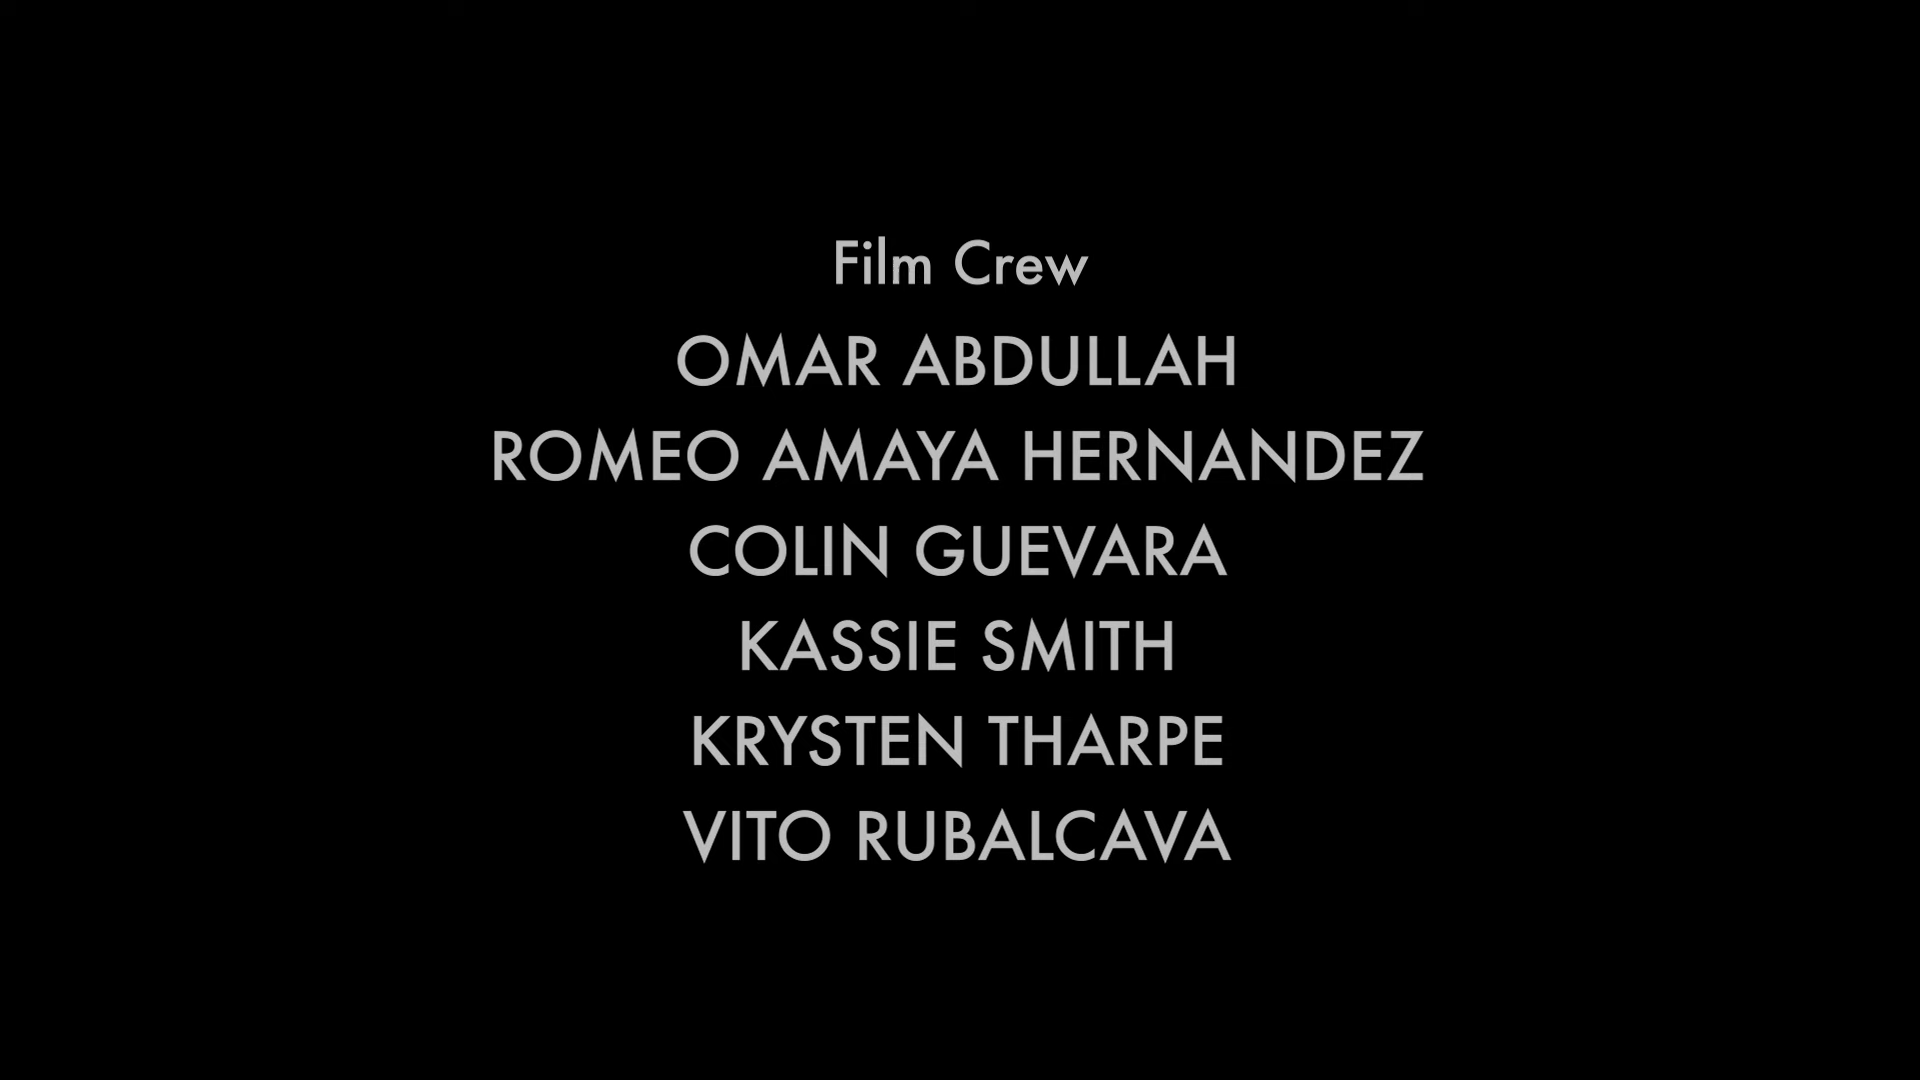 Film Crew
OMAR ABDULLAH
ROMEO AMAYA HERNANDEZ
COLIN GUEVARA
KASSIE SMITH
KRYSTEN THARPE
VITO RUBALCAVA